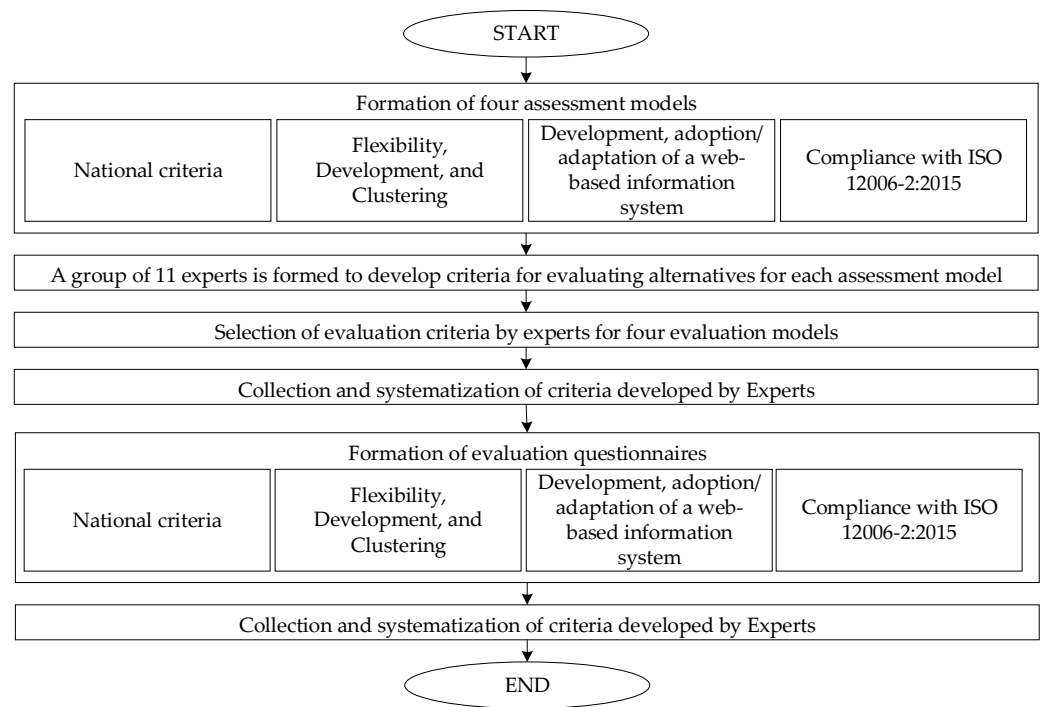 START
Formation of four assessment models
National criteria
Flexibility,
Development, and
Clustering
Development, adoption/
adaptation of a web-
based information
system
Compliance with ISO
12006-2:2015
A group of 11 experts is formed to develop criteria for evaluating alternatives for each assessment model
Selection of evaluation criteria by experts for four evaluation models
Collection and systematization of criteria developed by Experts
Formation of evaluation questionnaires
National criteria
Flexibility,
Development, and
Clustering
Development, adoption/
adaptation of a web-
based information
system
Compliance with ISO
12006-2:2015
Collection and systematization of criteria developed by Experts
END